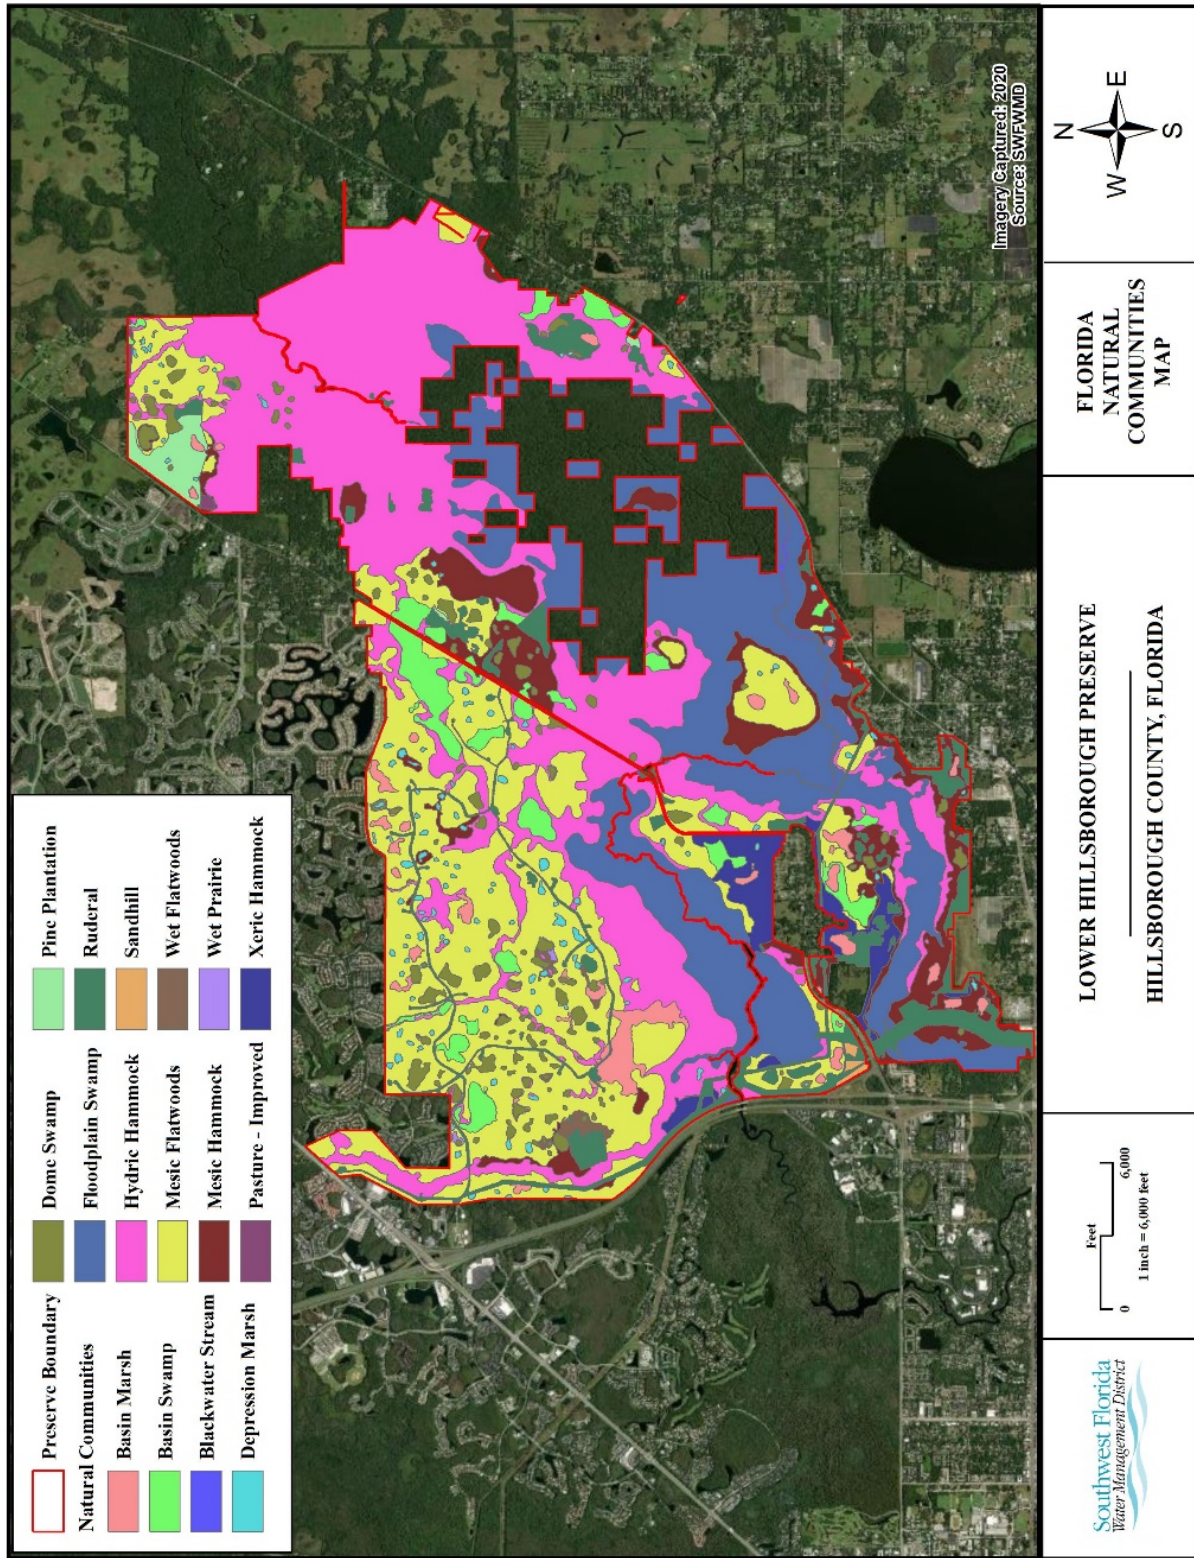 Preserve Boundary
Natural Communities
Basin Marsh
Basin Swamp
Blackwater Stream
Depression Marsh
Dome Swamp
Floodplain Swamp
Hydric Hammock
Mesic Flatwoods
Mesic Hammock
Pasture - Improved
Pine Plantation
Ruderal
Sandhill
Wet Flatwoods
Wet Prairie
Xeric Hammock
Imagery Captured: 2020
Source: SWFWMD
Southwest Florida
Water Management District
Feet
0
6,000
1 inch = 6,000 feet
LOWER HILLSBOROUGH PRESERVE
HILLSBOROUGH COUNTY, FLORIDA
FLORIDA
NATURAL
COMMUNITIES
MAP
N
W
E
S